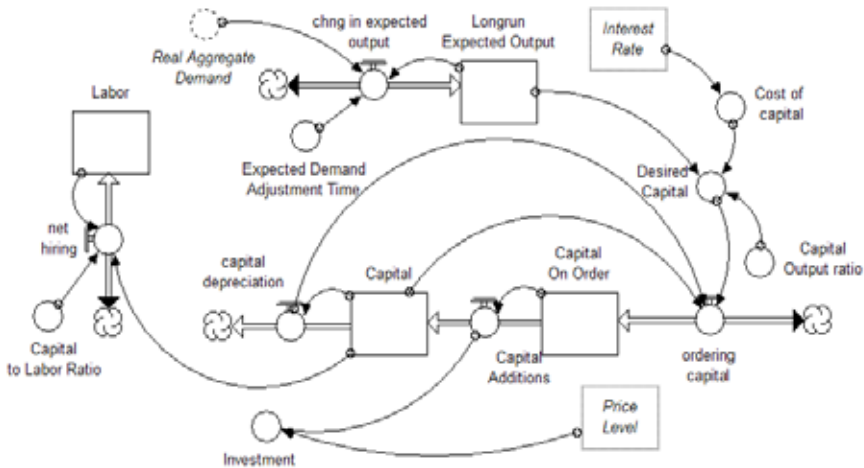 chng in expected
output
Longrun
Expected Output
Real Aggregate
Demand
Interest
Rate
Labor
Cost of
capital
Expected Demand
Adjustment Time
Desired
Capital
net
hiring
capital
depreciation
Capital
Capital
On Order
Capital
Output ratio
Capital
to Labor Ratio
Capital
Additions
ordering
capital
Price
Level
Investment